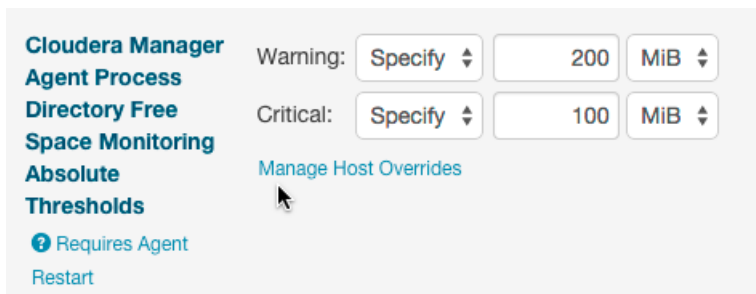 Cloudera Manager
Agent Process
Directory Free
Space Monitoring
Absolute
Thresholds
Requires Agent
Restart
Warning: Specify 200 MiB
Critical: Specify 100 MiB
Manage Host Overrides